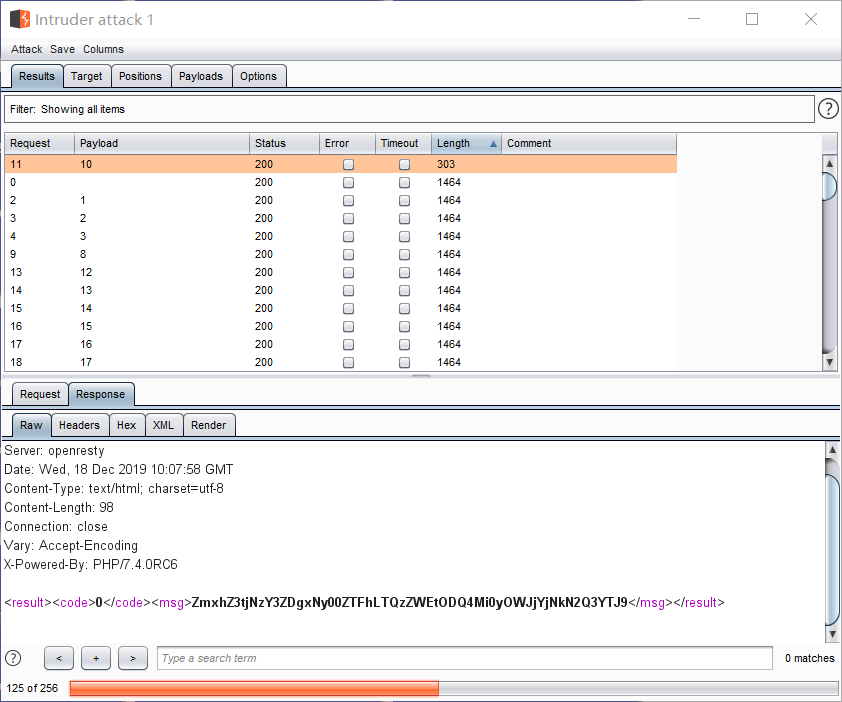 Intruder attack 1
Attack Save Columns
Results Target Positions Payloads Options
Filter: Showing all items
?
Request Payload Status Error Timeout Length Comment
11 10 200 303
0 200 1464
2 1 200 1464
3 2 200 1464
4 3 200 1464
9 8 200 1464
13 12 200 1464
14 13 200 1464
15 14 200 1464
16 15 200 1464
17 16 200 1464
18 17 200 1464
Request Response
Raw Headers Hex XML Render
Server: openresty
Date: Wed, 18 Dec 2019 10:07:58 GMT
Content-Type: text/html; charset=utf-8
Content-Length: 98
Connection: close
Vary: Accept-Encoding
X-Powered-By: PHP/7.4.0RC6
<result><code>0</code><msg>ZmxhZ3tjNzY3ZDgxNy00ZTFhLTQzZWEtODQ4Mi0yOWJjYjNkN2Q3YTJ9</msg></result>
? < + > Type a search term 0 matches
125 of 256